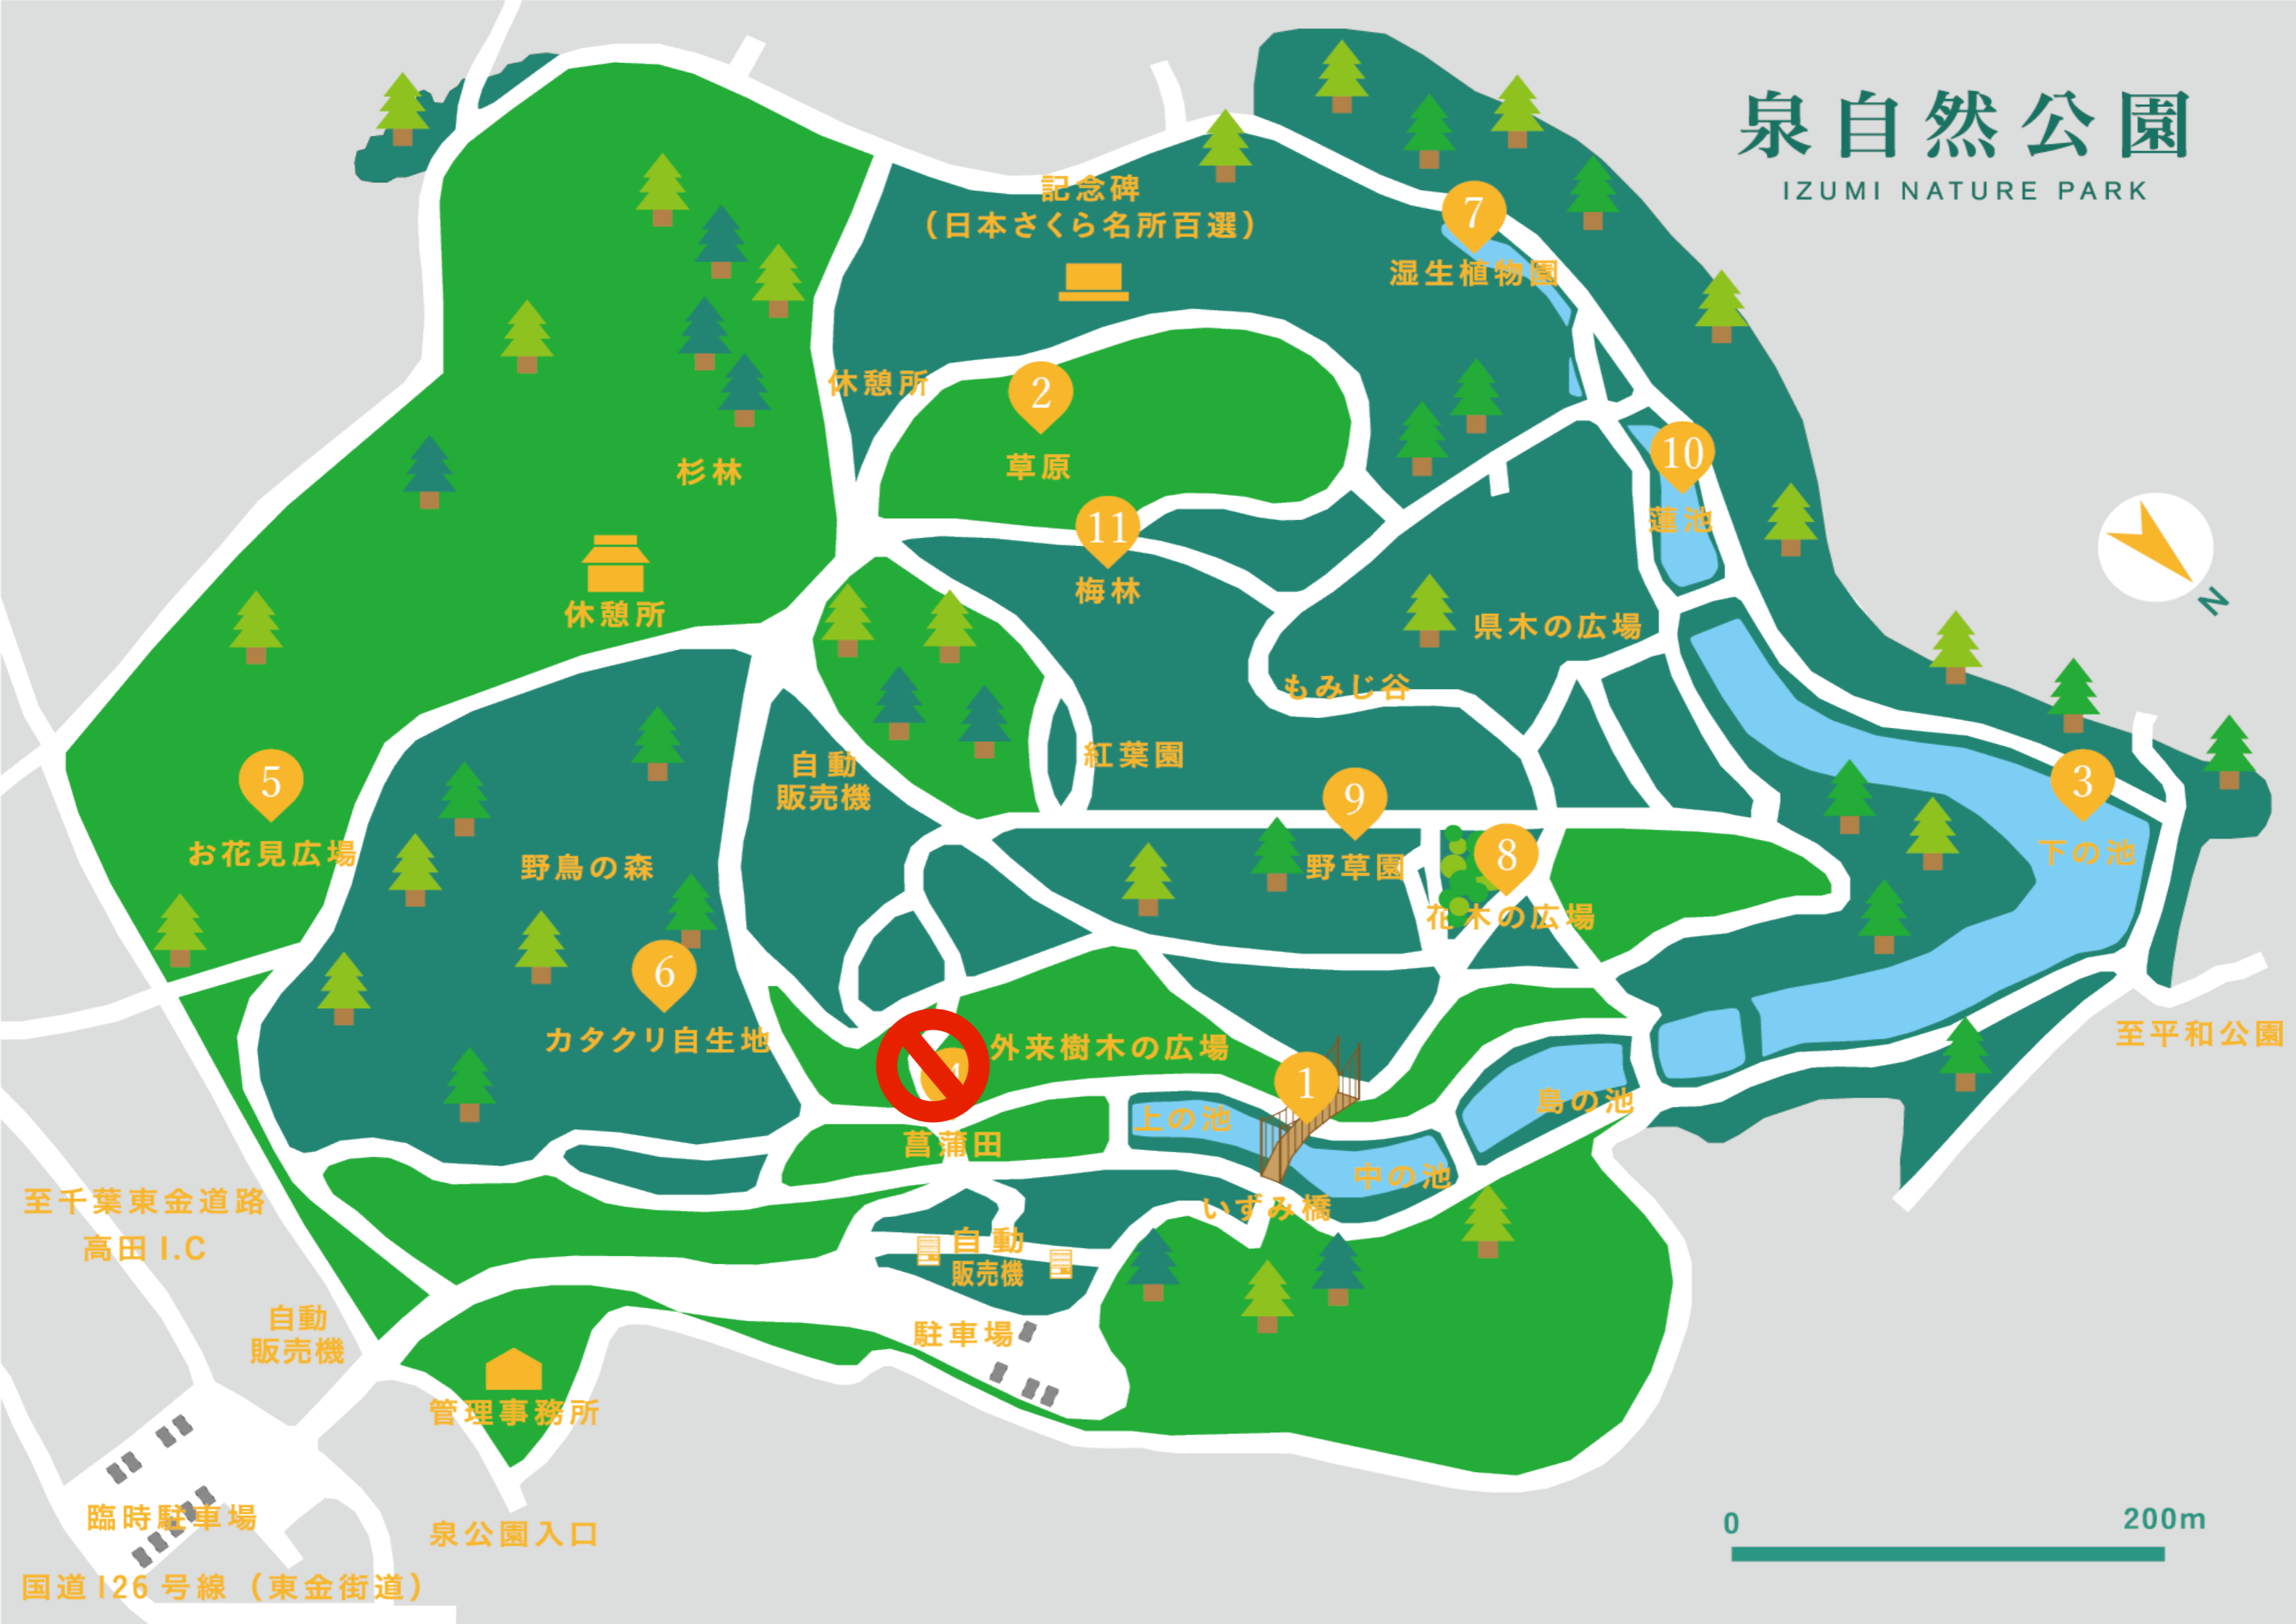 泉自然公園
IZUMI NATURE PARK
記念碑
（日本さくら名所百選）
7
湿生植物園
休憩所
2
草原
10
蓮池
杉林
11
梅林
休憩所
県木の広場
N
もみじ谷
紅葉園
自動
販売機
5
お花見広場
野鳥の森
9
野草園
8
花木の広場
3
下の池
6
カタクリ自生地
外来樹木の広場
1
上の池
島の池
中の池
いずみ橋
菖蒲田
至平和公園
至千葉東金道路
高田 I.C
自動
販売機
自動
販売機
駐車場
管理事務所
臨時駐車場
泉公園入口
国道126号線（東金街道）
0
200m